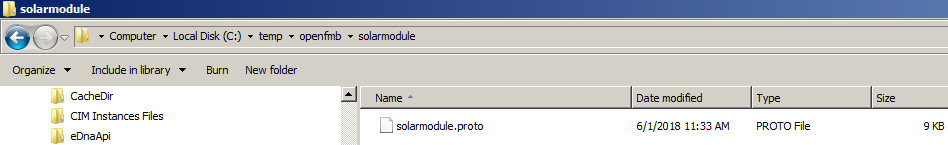 solarmodule
Computer Local Disk (C:) temp openfmb solarmodule
Organize Include in library Burn New folder
CacheDir
CIM Instances Files
eDnaApi
Name Date modified Type Size
solarmodule.proto 6/1/2018 11:33 AM PROTO File 9 KB